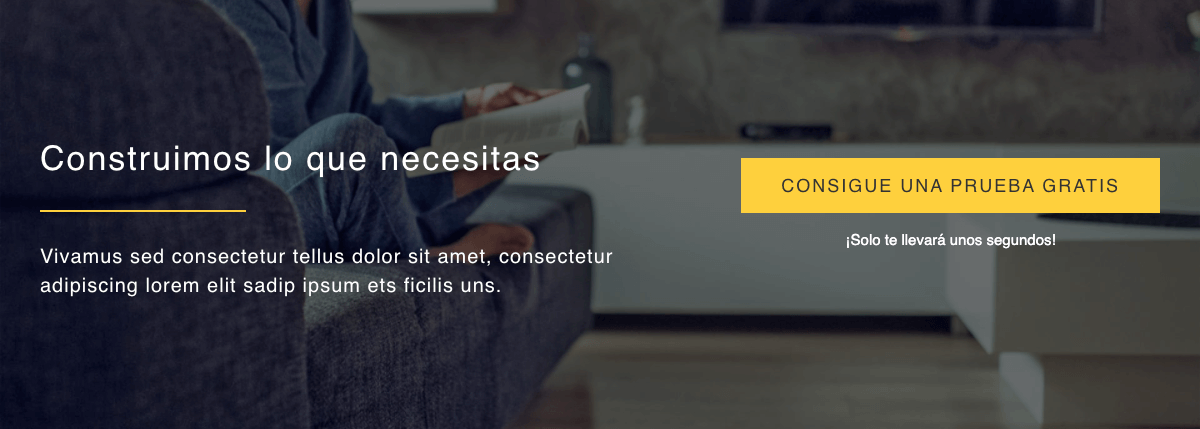 Construimos lo que necesitas
Vivamus sed consectetur tellus dolor sit amet, consectetur
adipiscing lorem elit sadip ipsum ets ficilis uns.
CONSIGUE UNA PRUEBA GRATIS
¡Solo te llevará unos segundos!